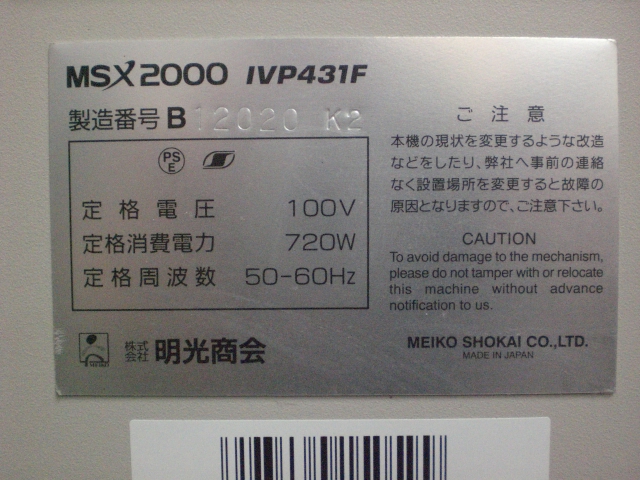 MSX2000 IVP431F
製造番号 B 12020 K2
PS
E
定格電圧 100V
定格消費電力 720W
定格周波数 50-60Hz
株式
会社 明光商会
ご注意
本機の現状を変更するような改造
などをしたり、弊社へ事前の連絡
なく設置場所を変更すると故障の
原因となりますので、ご注意下さい。
CAUTION
To avoid damage to the mechanism,
please do not tamper with or relocate
this machine without advance
notification to us.
MEIKO SHOKAI CO.,LTD.
MADE IN JAPAN